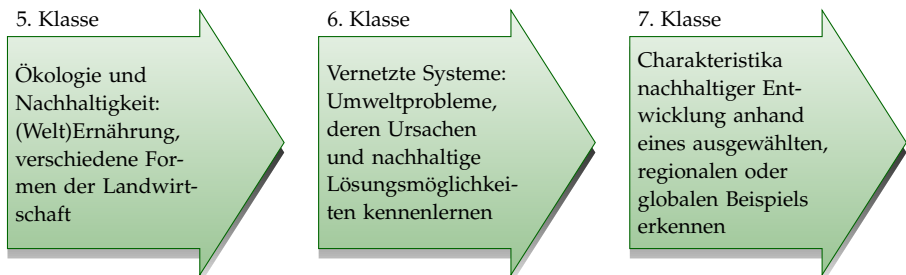 5. Klasse
Ökologie und
Nachhaltigkeit:
(Welt)Ernährung,
verschiedene For-
men der Landwirt-
schaft
6. Klasse
Vernetzte Systeme:
Umweltprobleme,
deren Ursachen
und nachhaltige
Lösungsmöglichkei-
ten kennenlernen
7. Klasse
Charakteristika
nachhaltiger Ent-
wicklung anhand
eines ausgewählten,
regionalen oder
globalen Beispiels
erkennen